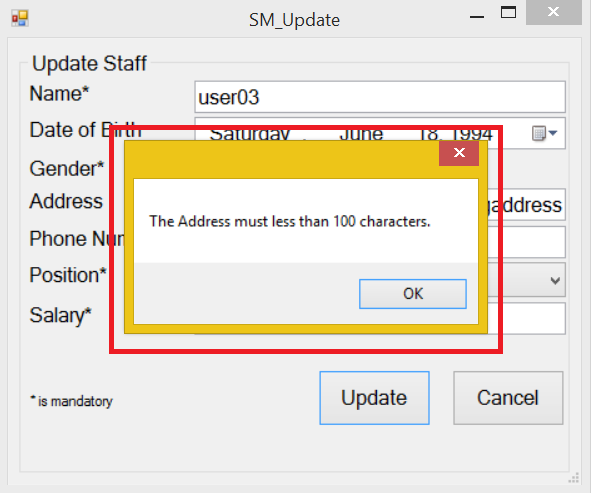 SM_Update
Update Staff
Name*
user03
Date of Birth
Saturday , June 18, 1994
Gender*
Address
gaddress
Phone Num
Position*
Salary*
The Address must less than 100 characters.
OK
* is mandatory
Update
Cancel